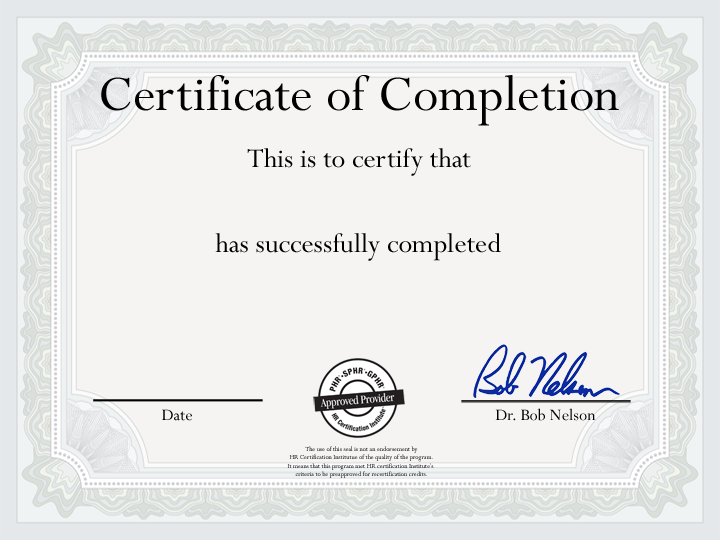 Certificate of Completion
This is to certify that
has successfully completed
PHR · SPHR · GPHR
Approved Provider
HR Certification Institute
Bob Nelson
Date
Dr. Bob Nelson
The use of this seal is not an endorsement by
HR Certification Institutue of the quality of the program.
It means that this program met HR certification Institute's
criteria to be preapproved for recertification credits.